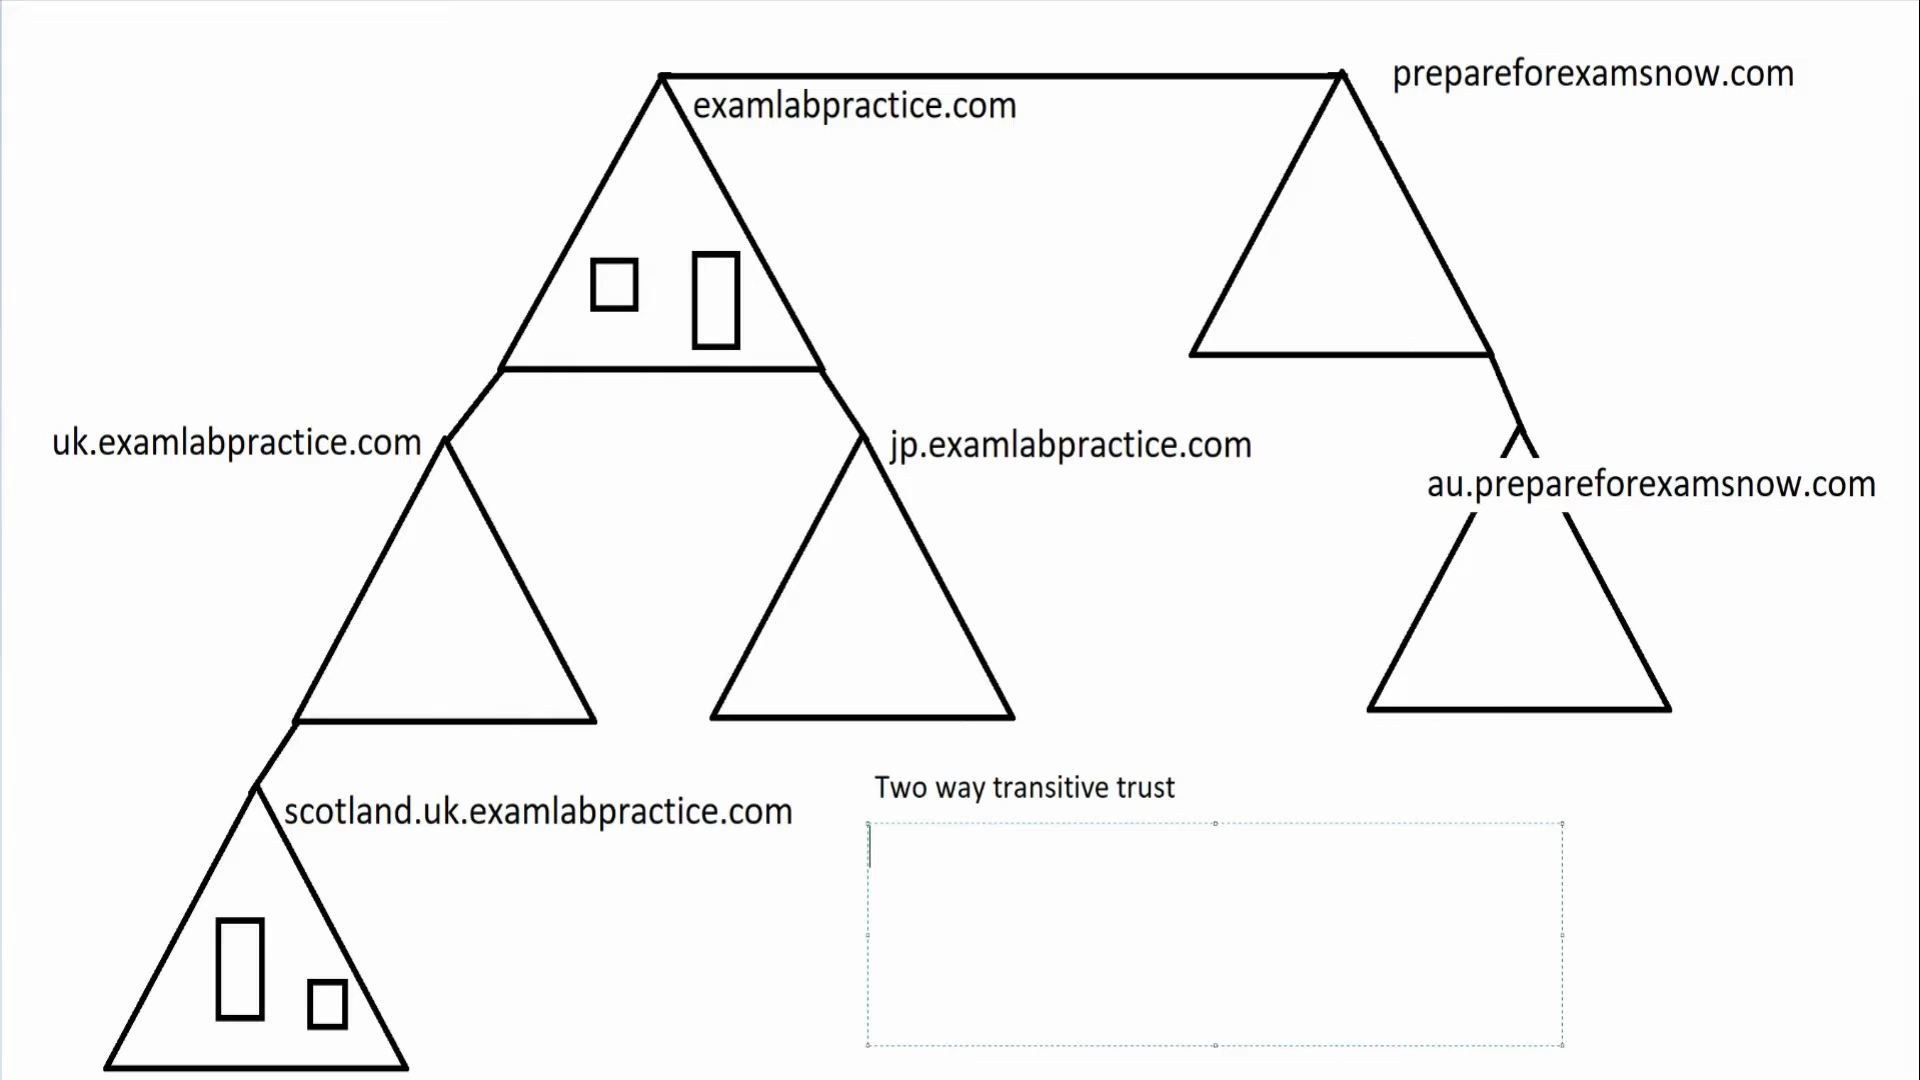 prepareforexamsnow.com
examlabpractice.com
uk.examlabpractice.com
jp.examlabpractice.com
au.prepareforexamsnow.com
Two way transitive trust
scotland.uk.examlabpractice.com